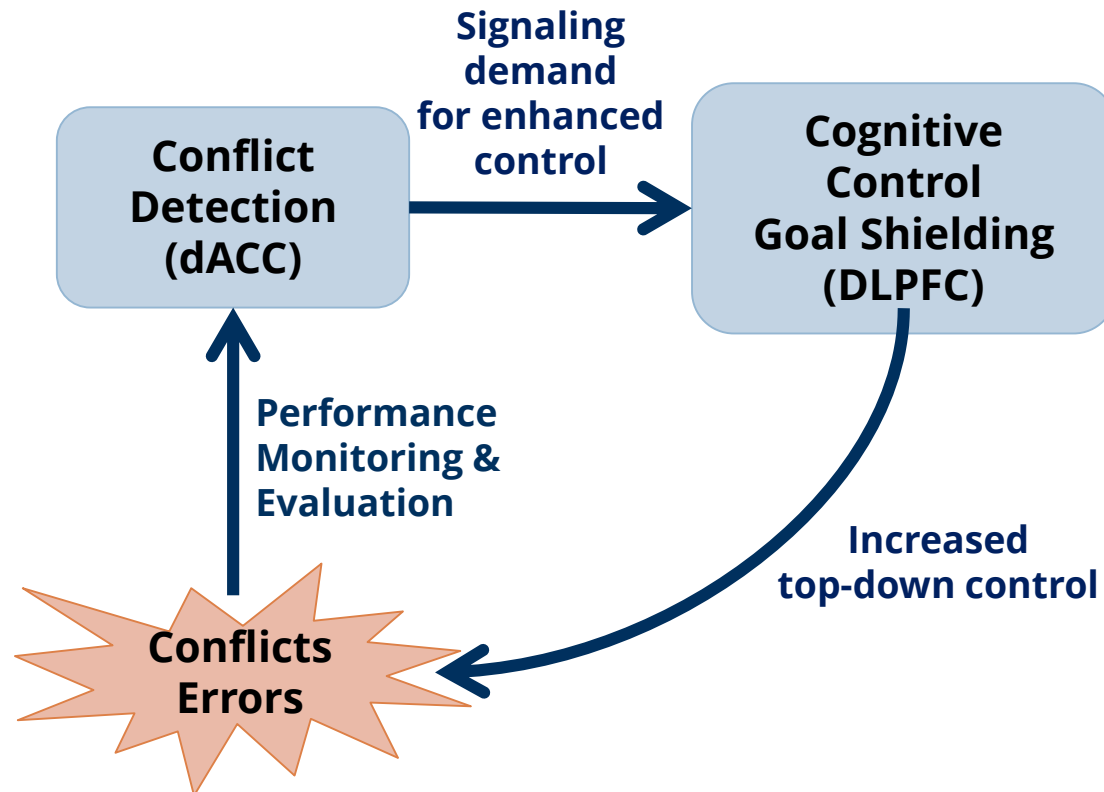 Signaling
demand
for enhanced
control
Conflict
Detection
(dACC)
Cognitive
Control
Goal Shielding
(DLPFC)
Performance
Monitoring &
Evaluation
Increased
top-down control
Conflicts
Errors